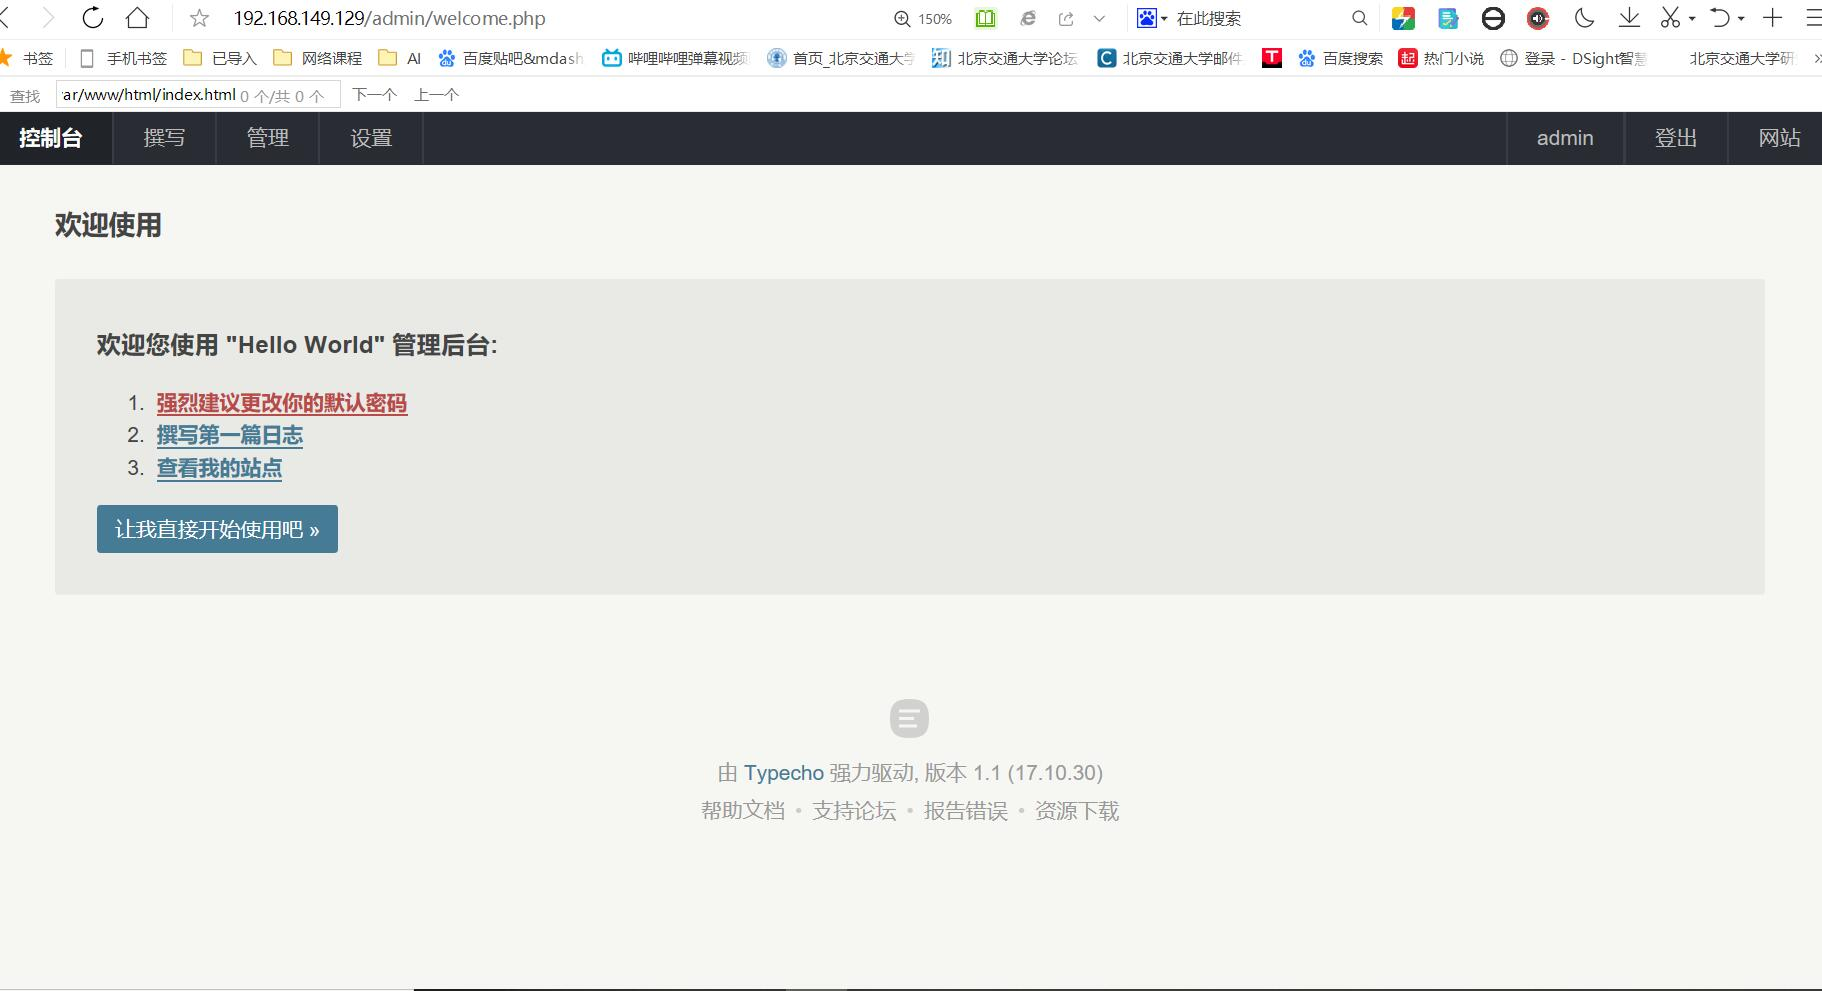 192.168.149.129/admin/welcome.php 150% 在此搜索
书签 手机书签 已导入 网络课程 AI 百度贴吧&mdash 哔哩哔哩弹幕视频 首页_北京交通大学 北京交通大学论坛 北京交通大学邮件 百度搜索 热门小说 登录 - DSight智慧 北京交通大学研
查找 ar/www/html/index.html 0 个/共 0 个 下一个 上一个
控制台 撰写 管理 设置 admin 登出 网站
欢迎使用
欢迎您使用 "Hello World" 管理后台:
1. 强烈建议更改你的默认密码
2. 撰写第一篇日志
3. 查看我的站点
让我直接开始使用吧 »
由 Typecho 强力驱动, 版本 1.1 (17.10.30)
帮助文档 • 支持论坛 • 报告错误 • 资源下载